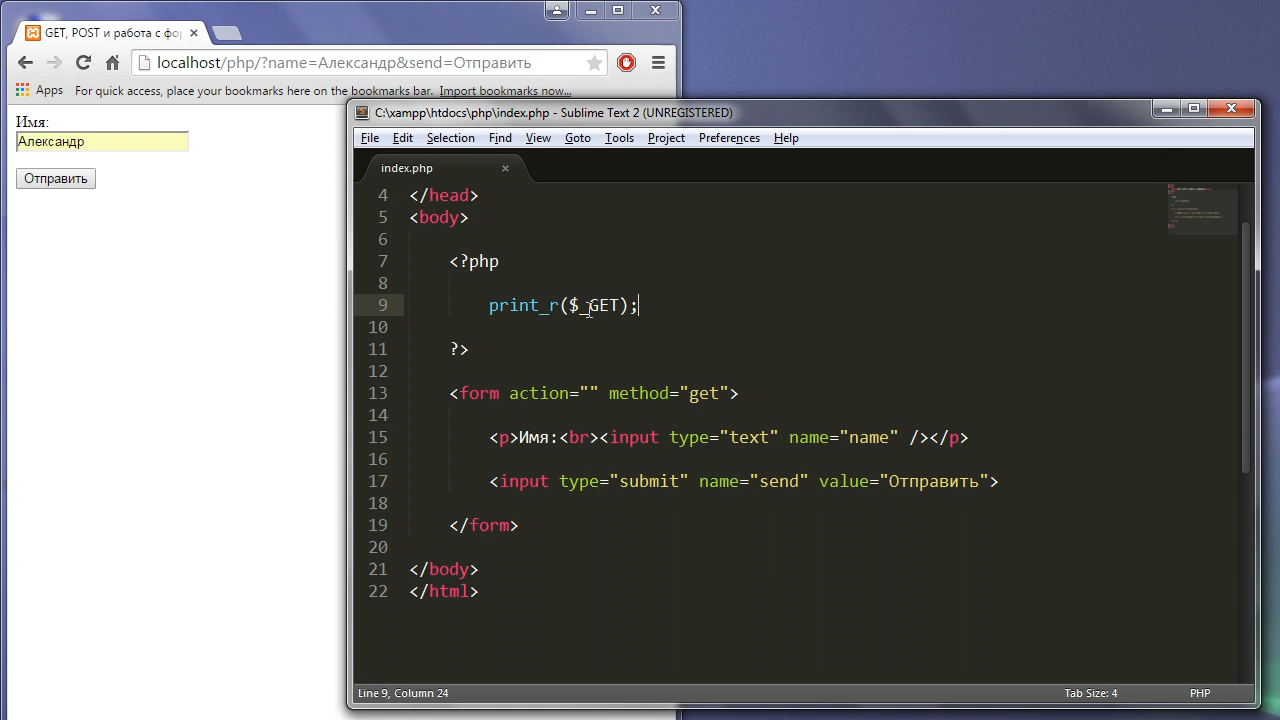 GET, POST и работа с фор
localhost/php/?name=Александр&send=Отправить
Apps For quick access, place your bookmarks here on the bookmarks bar. Import bookmarks now...
Имя:
Александр
Отправить
C:\xampp\htdocs\php\index.php - Sublime Text 2 (UNREGISTERED)
File Edit Selection Find View Goto Tools Project Preferences Help
index.php
4 </head>
5 <body>
6
7 <?php
8
9 print_r($_GET);
10
11 ?>
12
13 <form action="" method="get">
14
15 <p>Имя:<br><input type="text" name="name" /></p>
16
17 <input type="submit" name="send" value="Отправить">
18
19 </form>
20
21 </body>
22 </html>
Line 9, Column 24 Tab Size: 4 PHP